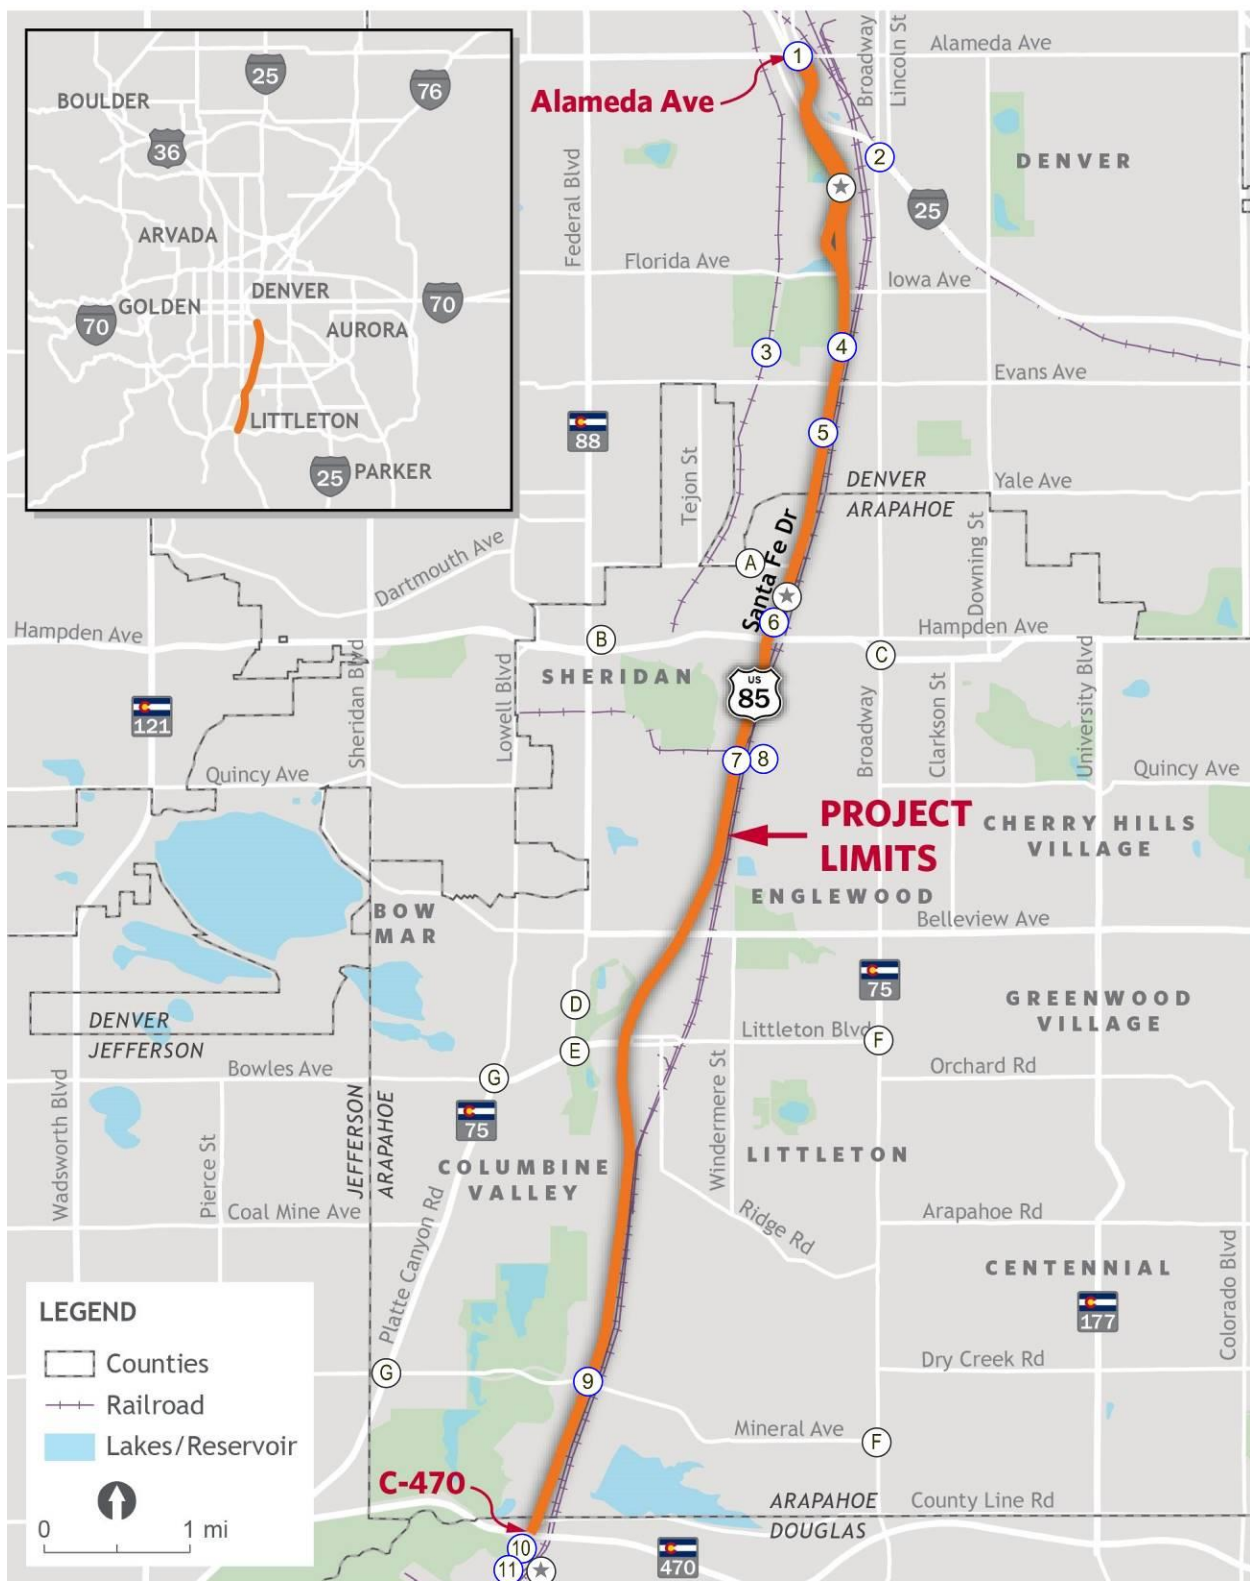 25
76
BOULDER
36
ARVADA
DENVER
GOLDEN
70
70
AURORA
LITTLETON
25
PARKER
1
Alameda Ave
Alameda Ave
Broadway
Lincoln St
2
DENVER
Federal Blvd
25
Florida Ave
Iowa Ave
3
4
Evans Ave
88
5
Tejon St
DENVER
ARAPAHOE
Yale Ave
Santa Fe Dr
Downing St
Dartmouth Ave
A
6
Hampden Ave
B
Hampden Ave
C
SHERIDAN
US
85
121
Sheridan Blvd
Lowell Blvd
Broadway
Clarkson St
University Blvd
7
8
Quincy Ave
Quincy Ave
PROJECT
LIMITS
CHERRY HILLS
VILLAGE
ENGLEWOOD
BOW
MAR
Belleview Ave
75
D
GREENWOOD
VILLAGE
DENVER
JEFFERSON
Littleton Blvd
E
F
Bowles Ave
G
Orchard Rd
Wadsworth Blvd
Pierce St
JEFFERSON
ARAPAHOE
75
Windermere St
LITTLETON
COLUMBINE
VALLEY
Coal Mine Ave
Platte Canyon Rd
Ridge Rd
Arapahoe Rd
CENTENNIAL
177
Colorado Blvd
G
9
Dry Creek Rd
Mineral Ave
F
C-470
ARAPAHOE
DOUGLAS
County Line Rd
10
11
470
LEGEND
Counties
Railroad
Lakes/Reservoir
0 1 mi